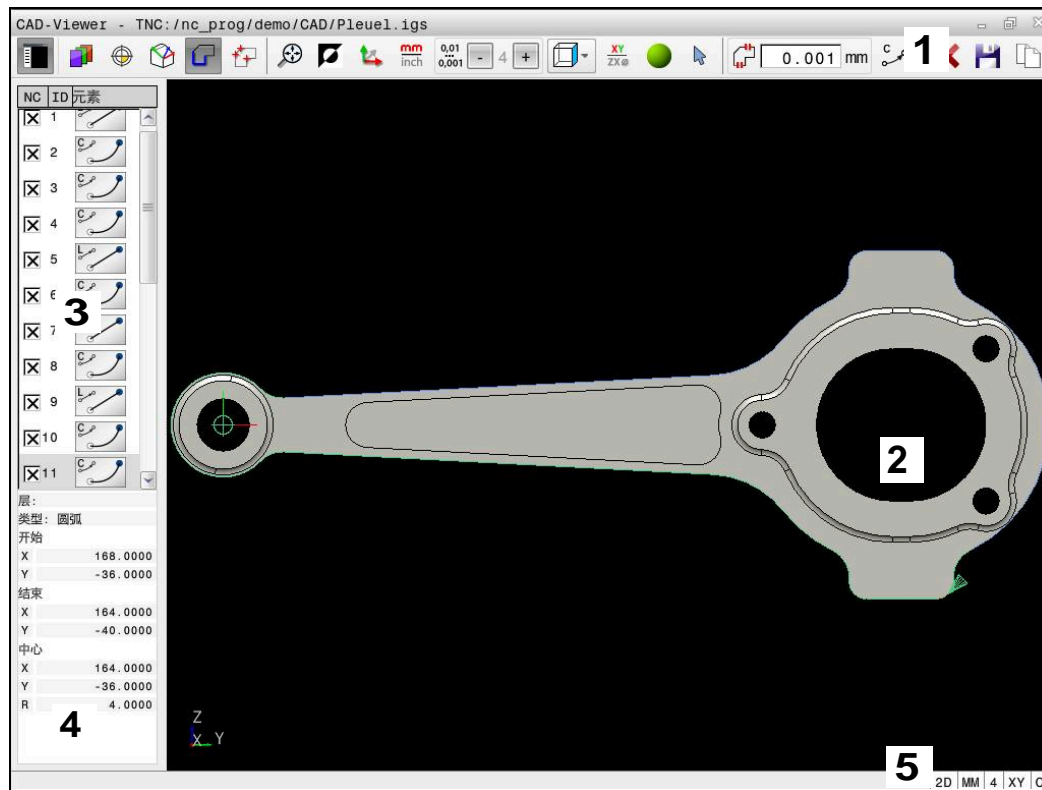 CAD-Viewer - TNC:/nc_prog/demo/CAD/Pleuel.igs
mm
inch
0,01
0,001
- 4 +
XY
ZX
0.001 mm
C
1
NC ID 元素
1
2 C
3 C
4 C
5 L
6 C
7
8 C
9 L
10 C
11 C
3
2
层:
类型: 圆弧
开始
X 168.0000
Y -36.0000
结束
X 164.0000
Y -40.0000
中心
X 164.0000
Y -36.0000
R 4.0000
4
Z
X Y
5
2D MM 4 XY